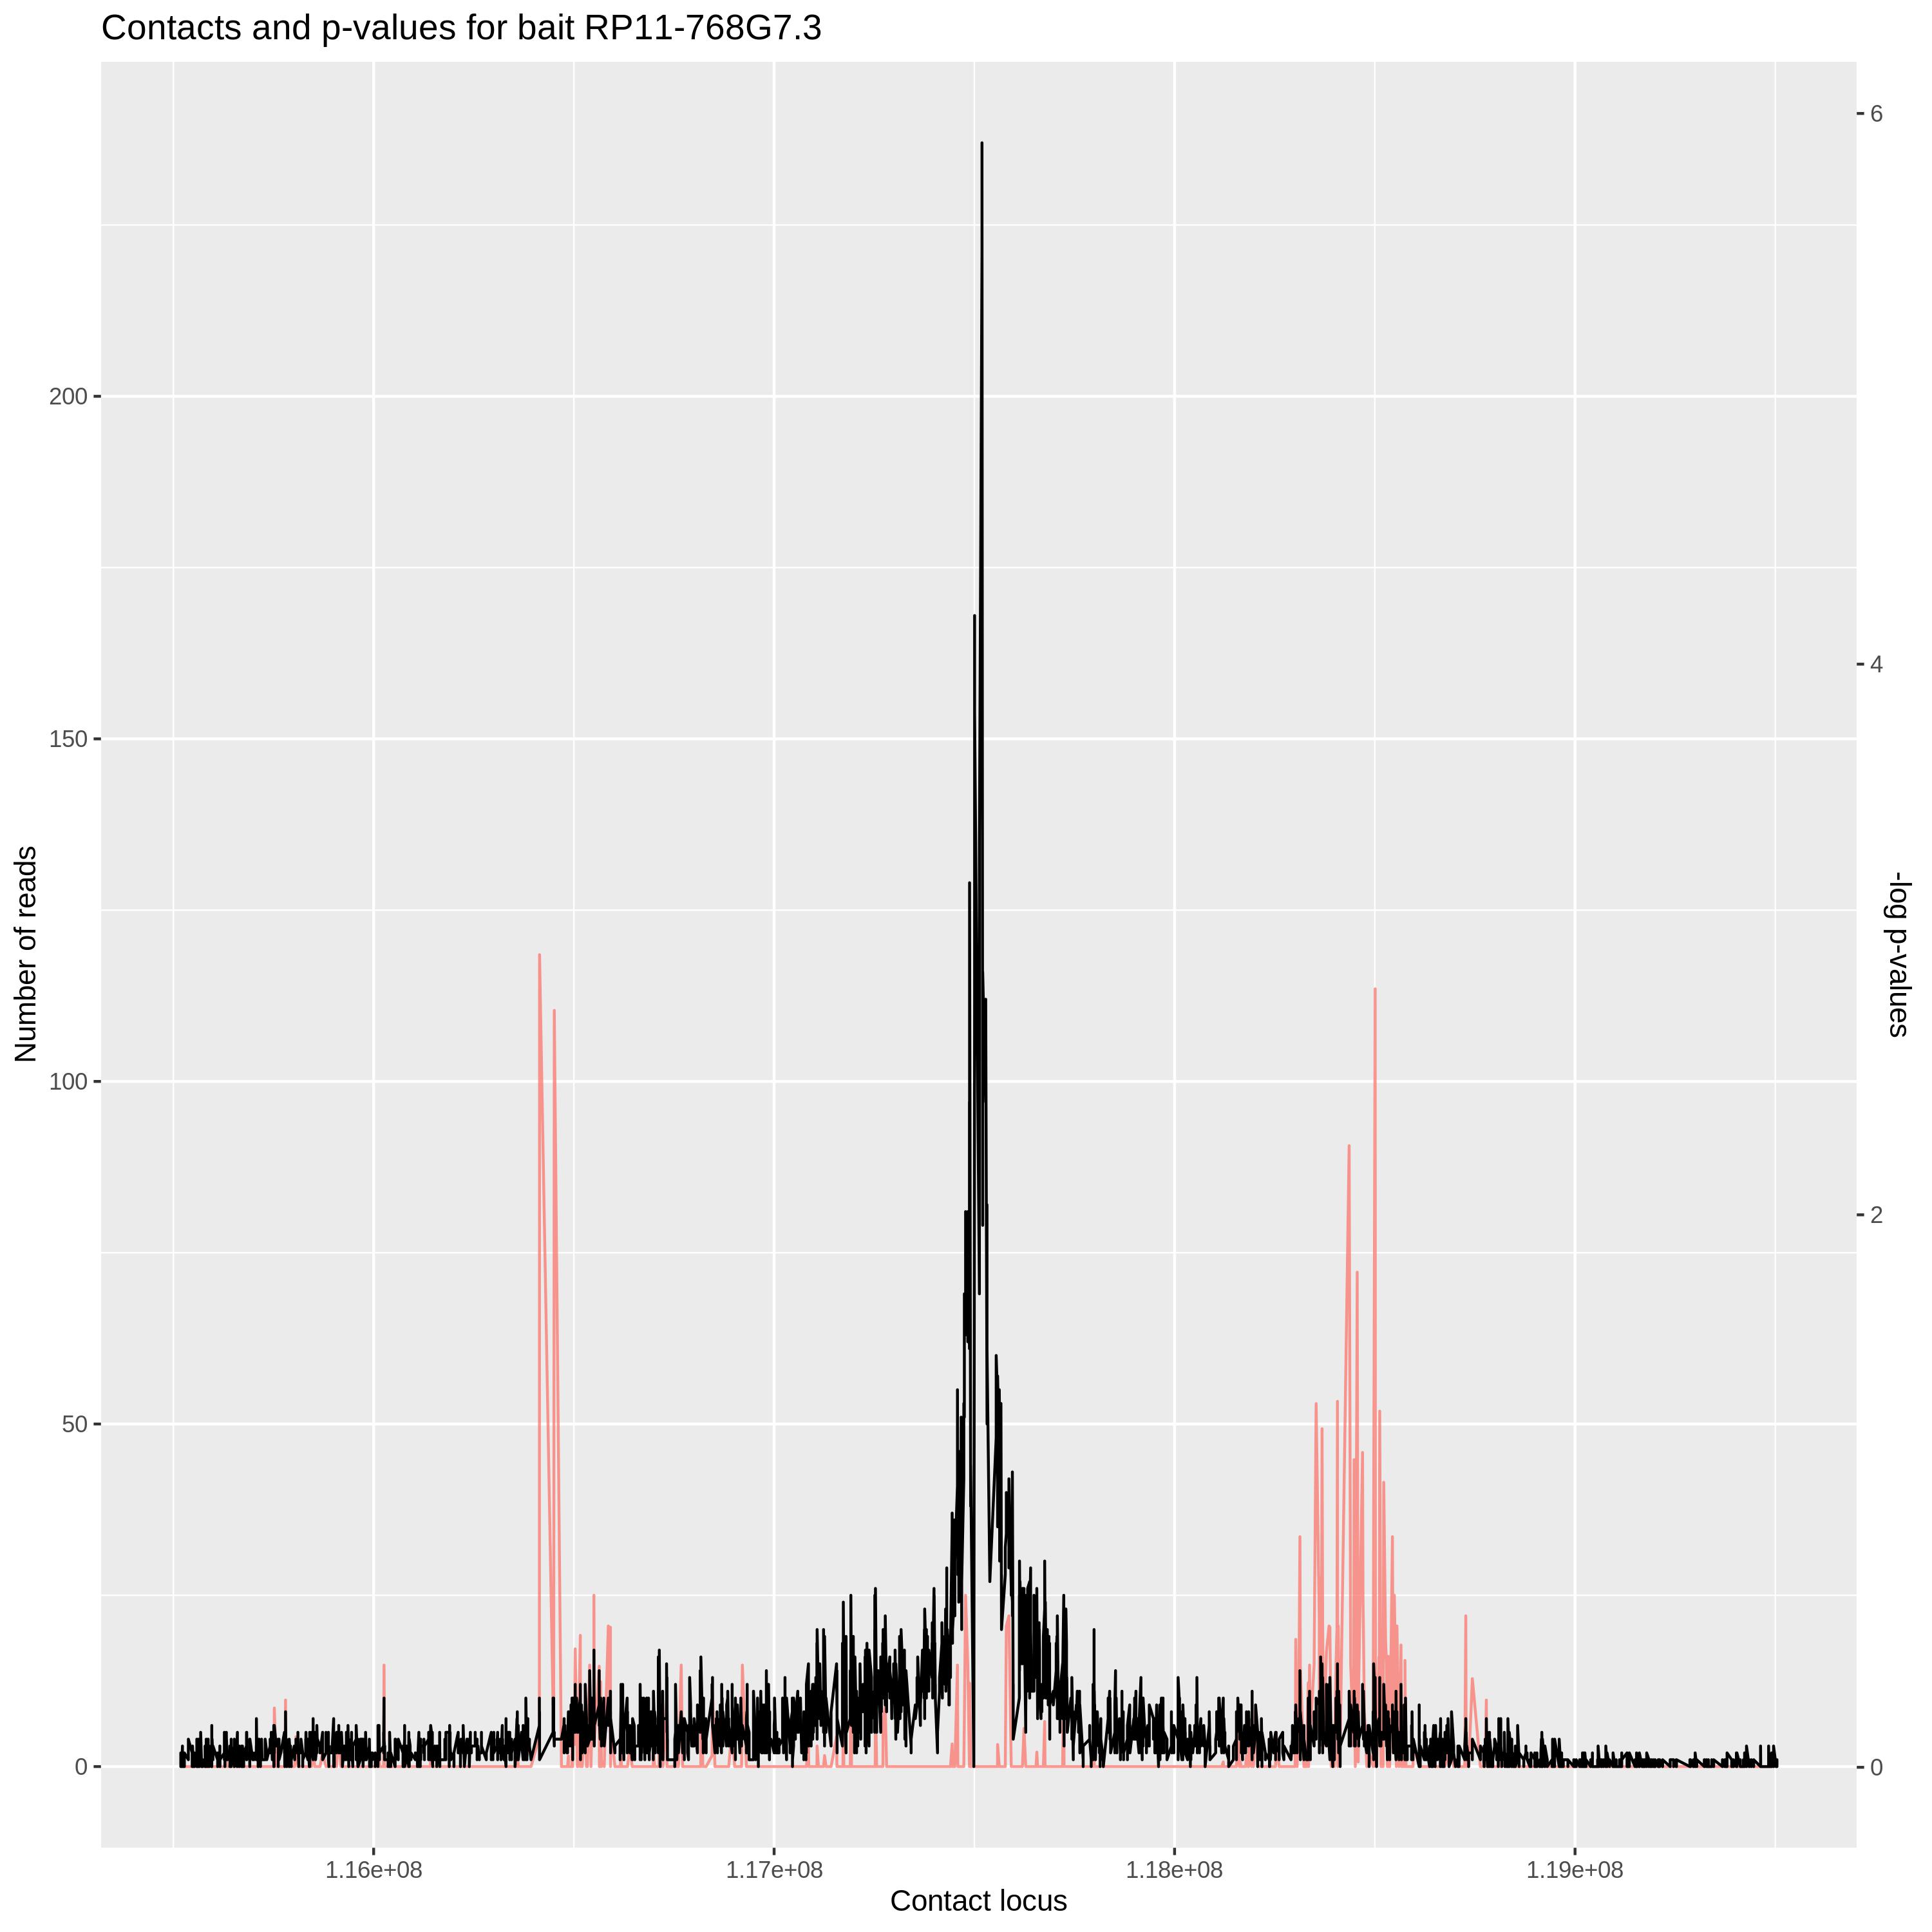 Contacts and p-values for bait RP11-768G7.3
200
150
100
50
0
6
4
2
0
Number of reads
-log p-values
1.16e+08 1.17e+08 1.18e+08 1.19e+08
Contact locus